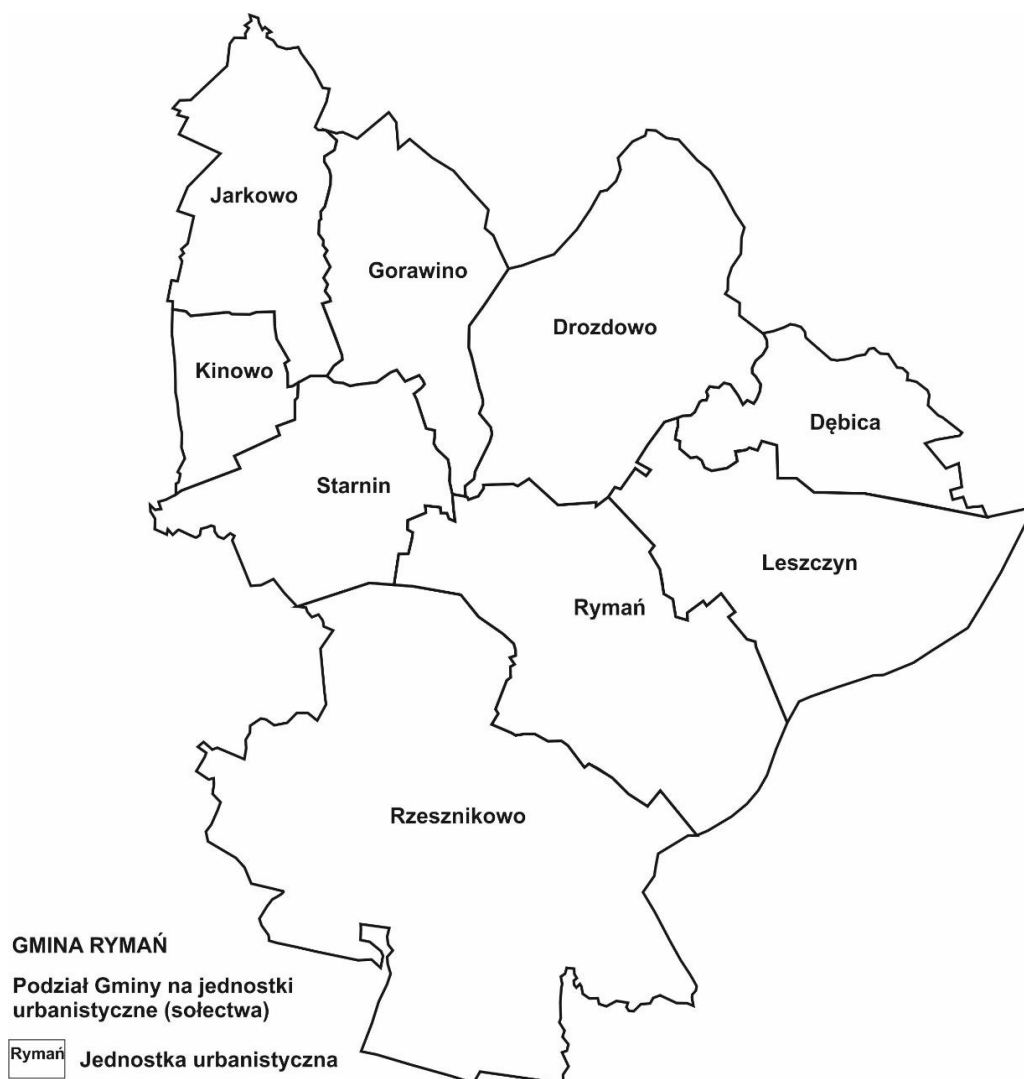 Jarkowo
Gorawino
Drozdowo
Kinowo
Dębica
Starnin
Leszczyn
Rymań
Rzesznikowo
GMINA RYMAŃ
Podział Gminy na jednostki
urbanistyczne (sołectwa)
Rymań Jednostka urbanistyczna